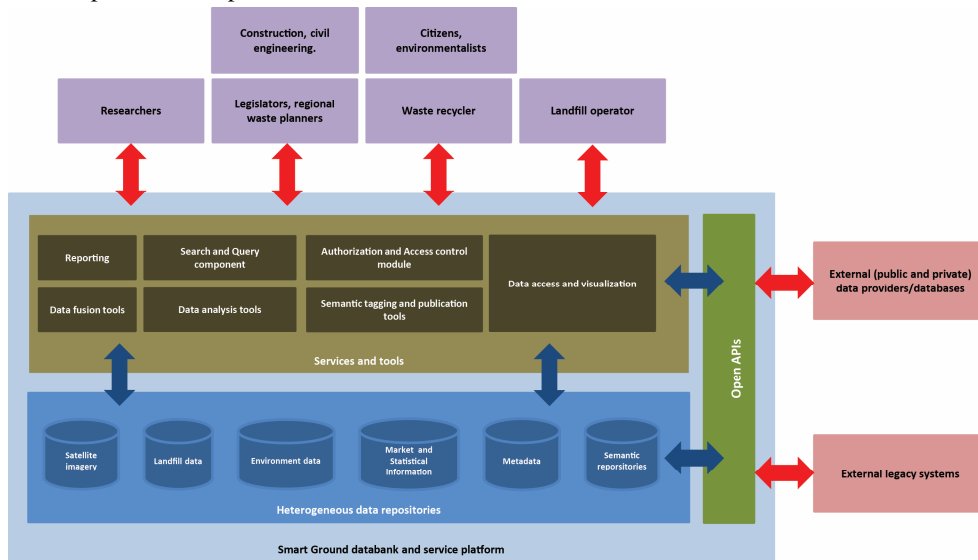 Construction, civil
engineering.
Citizens,
environmentalists
Researchers
Legislators, regional
waste planners
Waste recycler
Landfill operator
Reporting
Search and Query
component
Authorization and Access control
module
Data access and visualization
Data fusion tools
Data analysis tools
Semantic tagging and publication
tools
Services and tools
Open APIs
External (public and private)
data providers/databases
Satellite
imagery
Landfill data
Environment data
Market and
Statistical
Information
Metadata
Semantic
reporsitories
External legacy systems
Heterogeneous data repositories
Smart Ground databank and service platform